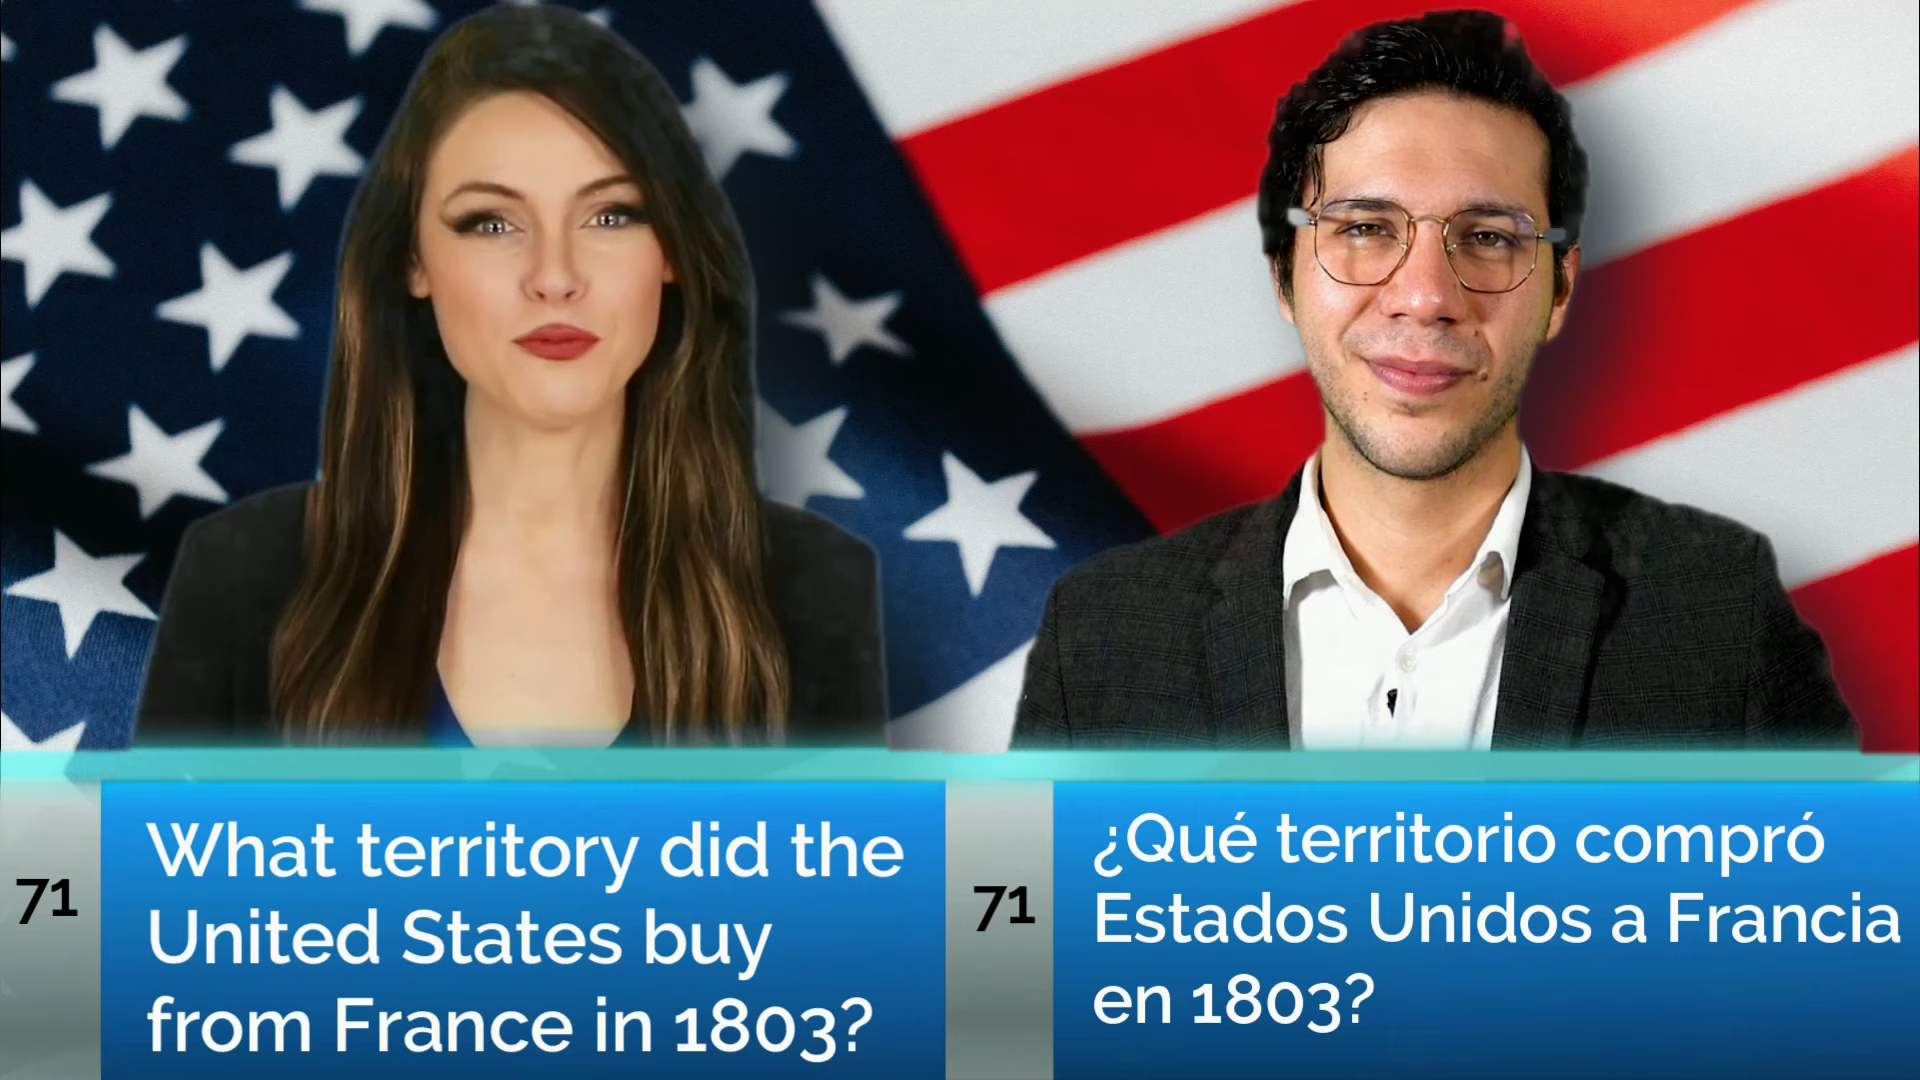 71
What territory did the
United States buy
from France in 1803?
71
¿Qué territorio compró
Estados Unidos a Francia
en 1803?